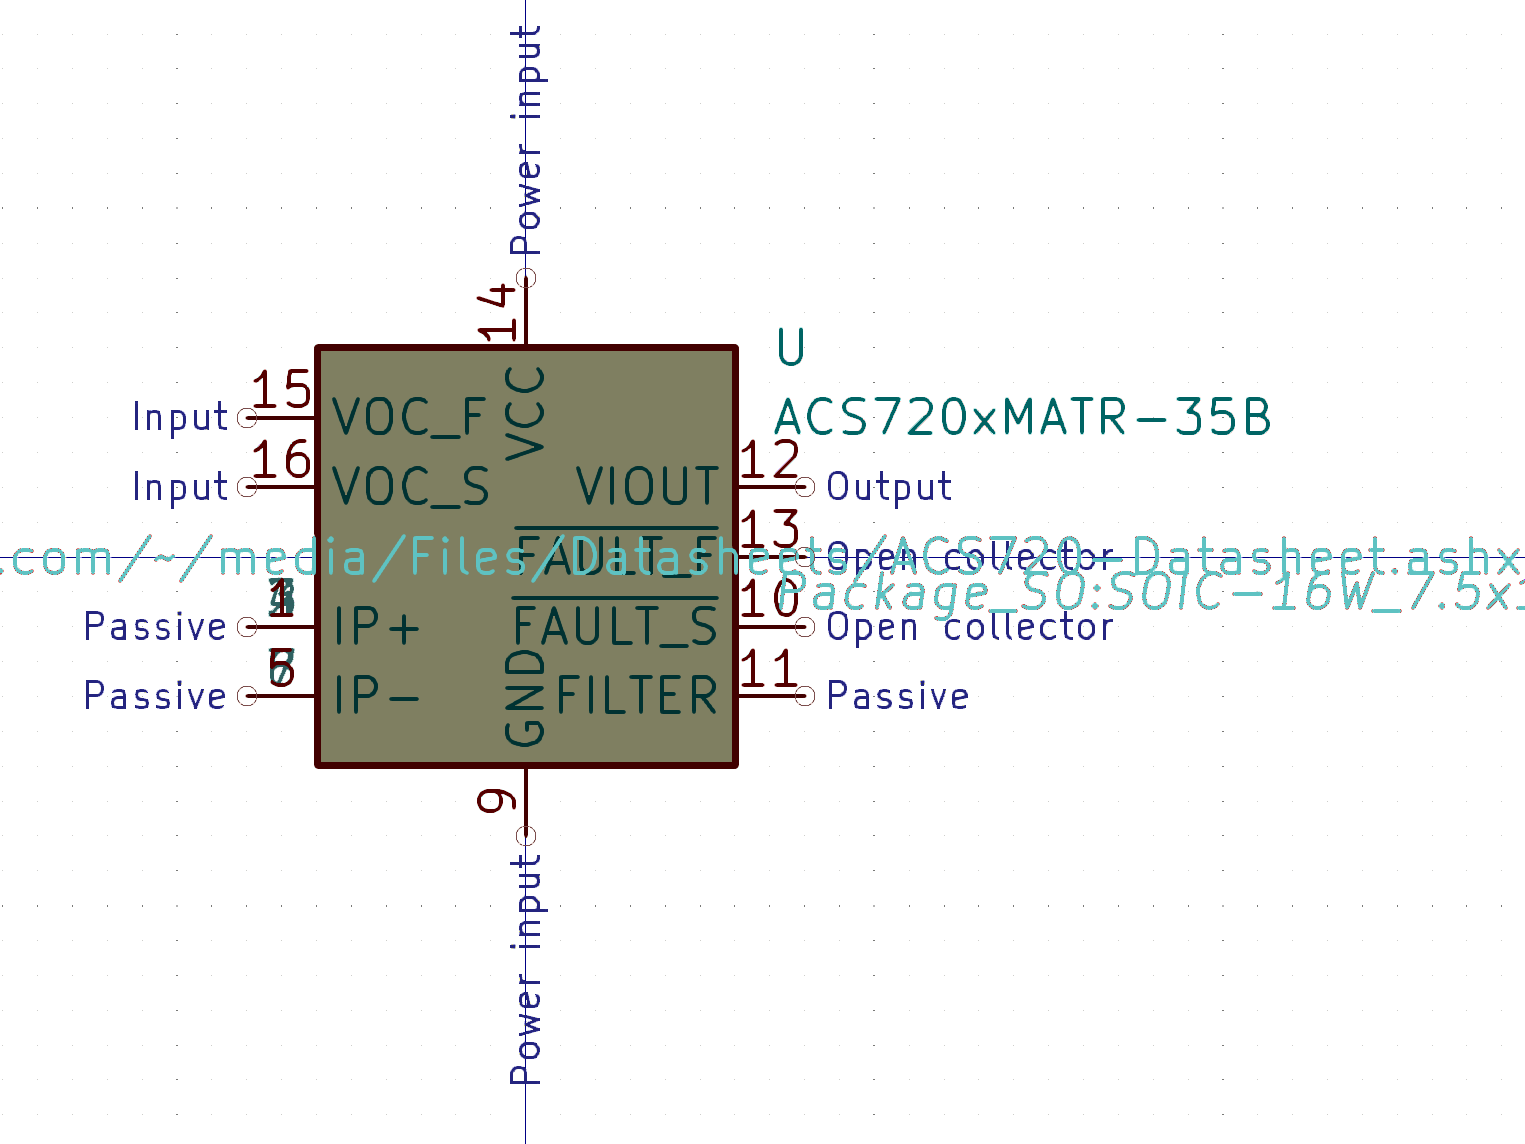 Power input
14
U
15
VCC
Input
VOC_F
ACS720xMATR-35B
16
12
Input
VOC_S
VIOUT
Output
13
.com/~/media/Files/Datasheets/ACS720-Datasheet.ashx
FAULT_F
Open collector
Package_SO:SOIC-16W_7.5x1
1
10
Passive
IP+
FAULT_S
Open collector
5
11
Passive
IP-
GND
FILTER
Passive
9
Power input